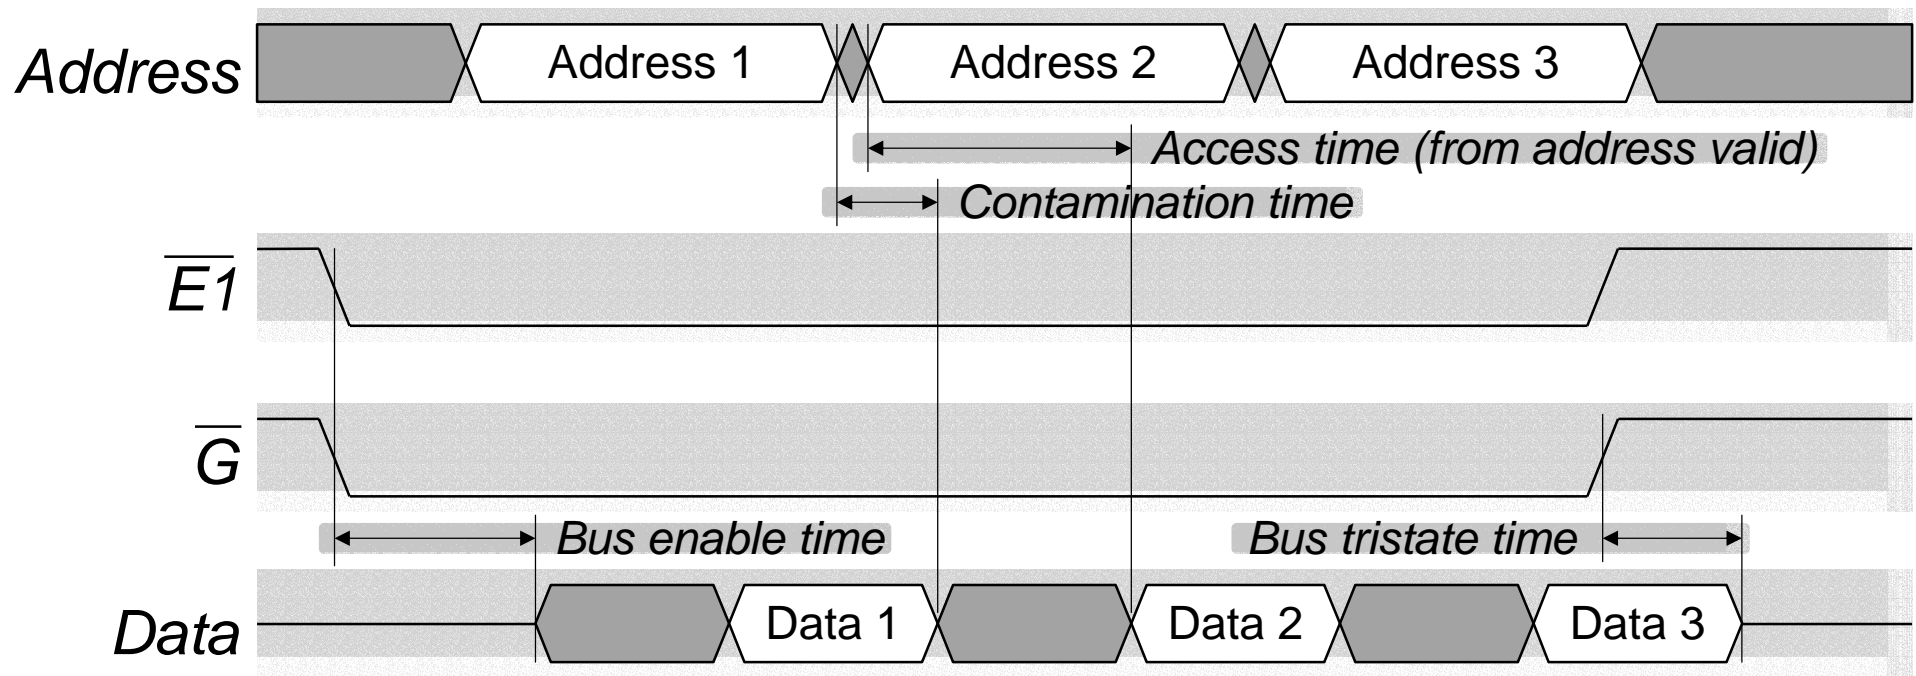 Address
Address 1
Address 2
Address 3
Access time (from address valid)
Contamination time
E1
G
Bus enable time
Bus tristate time
Data
Data 1
Data 2
Data 3